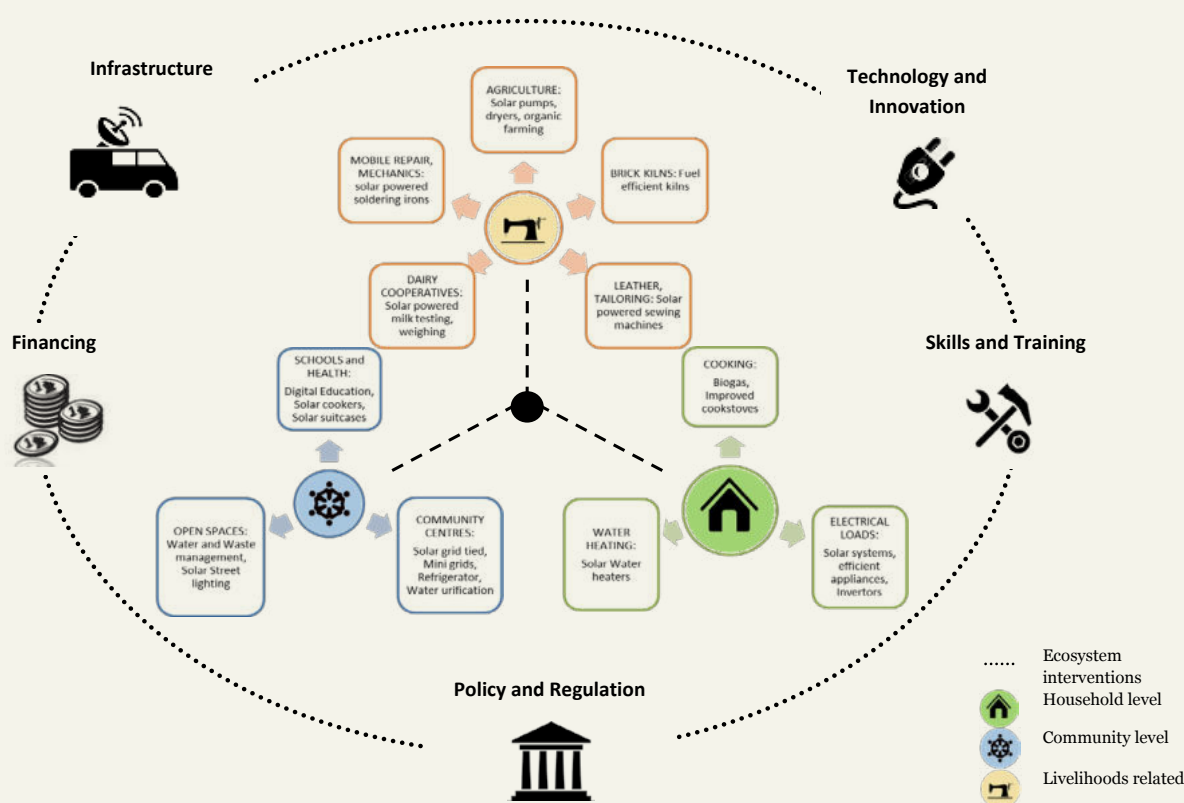 Infrastructure
Technology and
Innovation
AGRICULTURE:
Solar pumps,
dryers, organic
farming
MOBILE REPAIR,
MECHANICS:
solar powered
soldering irons
BRICK KILNS: Fuel
efficient kilns
DAIRY
COOPERATIVES:
Solar powered
milk testing,
weighing
LEATHER,
TAILORING: Solar
powered sewing
machines
Financing
Skills and Training
SCHOOLS and
HEALTH:
Digital Education,
Solar cookers,
Solar suitcases
COOKING:
Biogas,
Improved
cookstoves
OPEN SPACES:
Water and Waste
management,
Solar Street
lighting
COMMUNITY
CENTRES:
Solar grid tied,
Mini grids,
Refrigerator,
Water urification
WATER
HEATING:
Solar Water
heaters
ELECTRICAL
LOADS:
Solar systems,
efficient
appliances,
Invertors
Policy and Regulation
Ecosystem
interventions
Household level
Community level
Livelihoods related